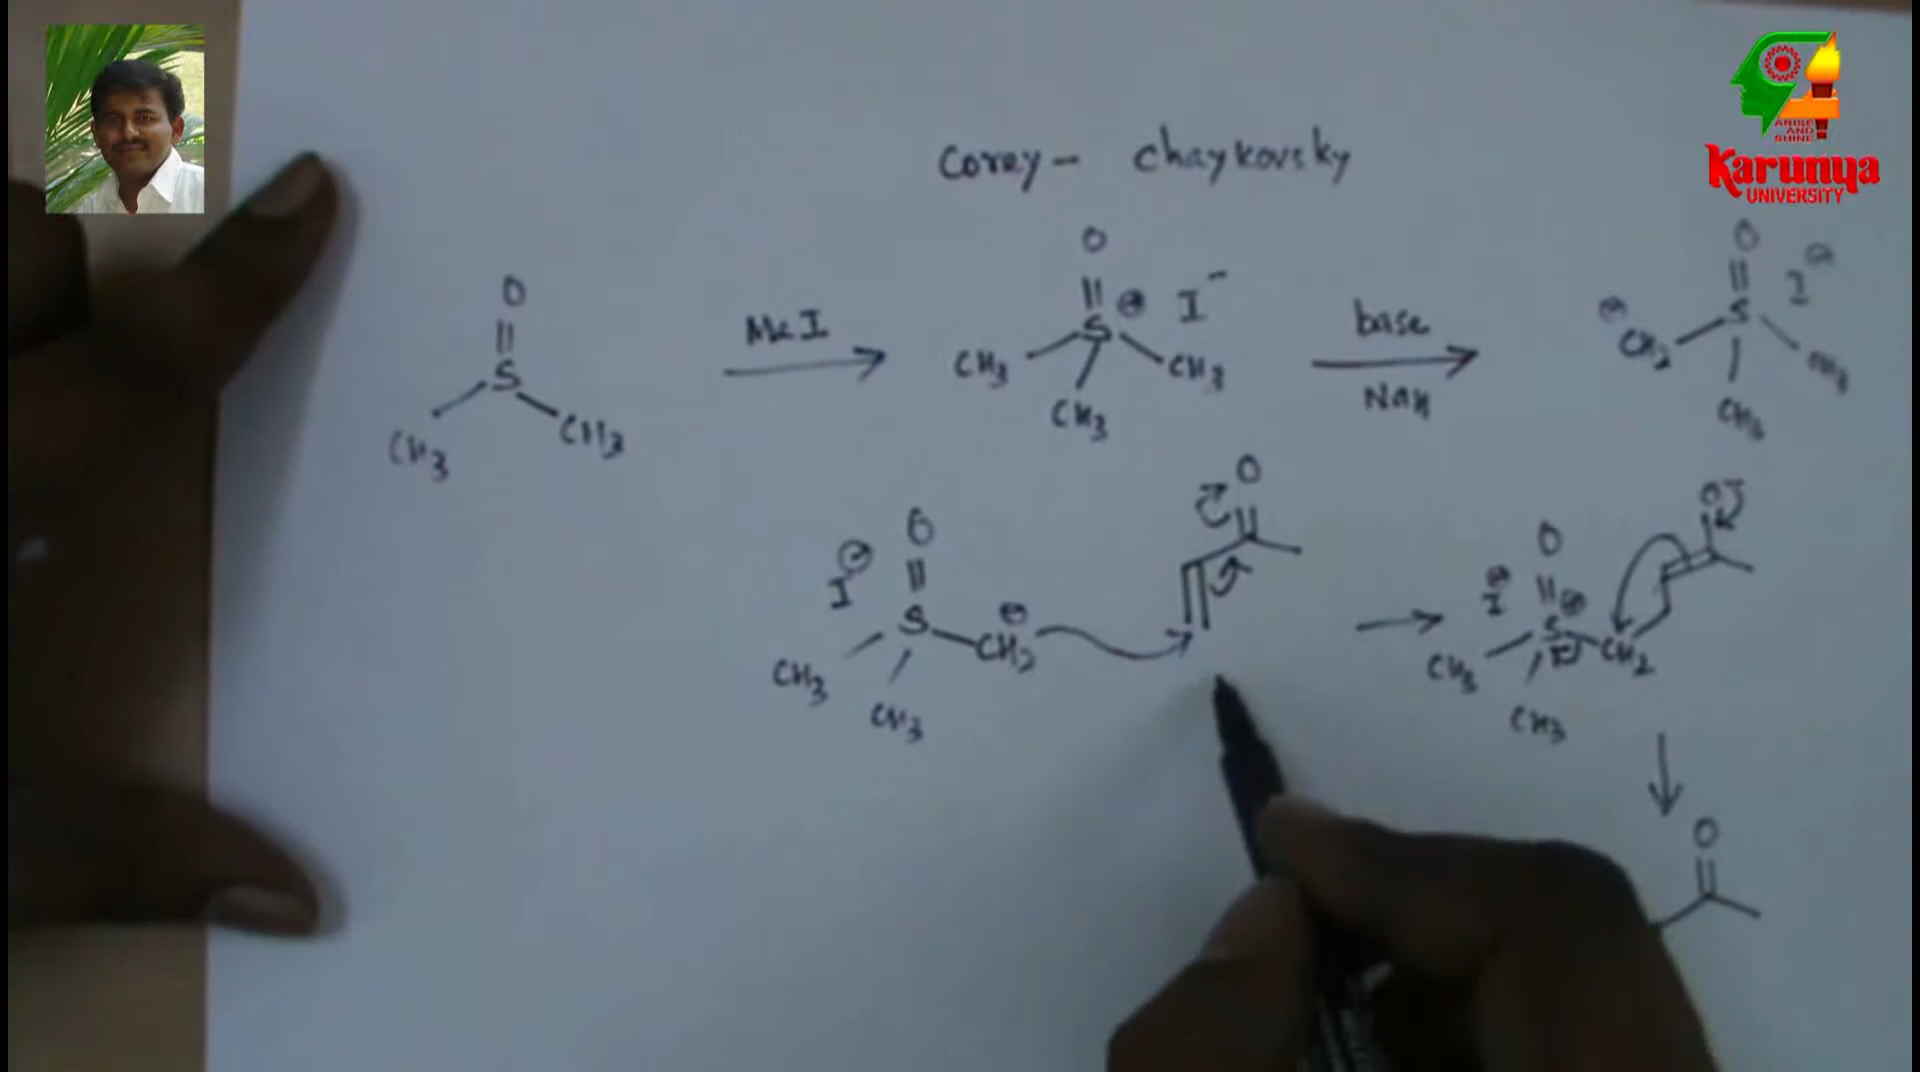 Corey - Chaykovsky
ARISE
AND
SHINE
Karunya
UNIVERSITY
O
S
CH3
CH3
MeI
O
S ⊕ I⁻
CH3
CH3
CH3
base
NaH
O
I⊖
⊖CH2
S
CH3
CH3
O
I⊖
S
⊖
CH2
CH3
CH3
O
O
I⊖
S⊕
CH2
CH3
CH3
O
O